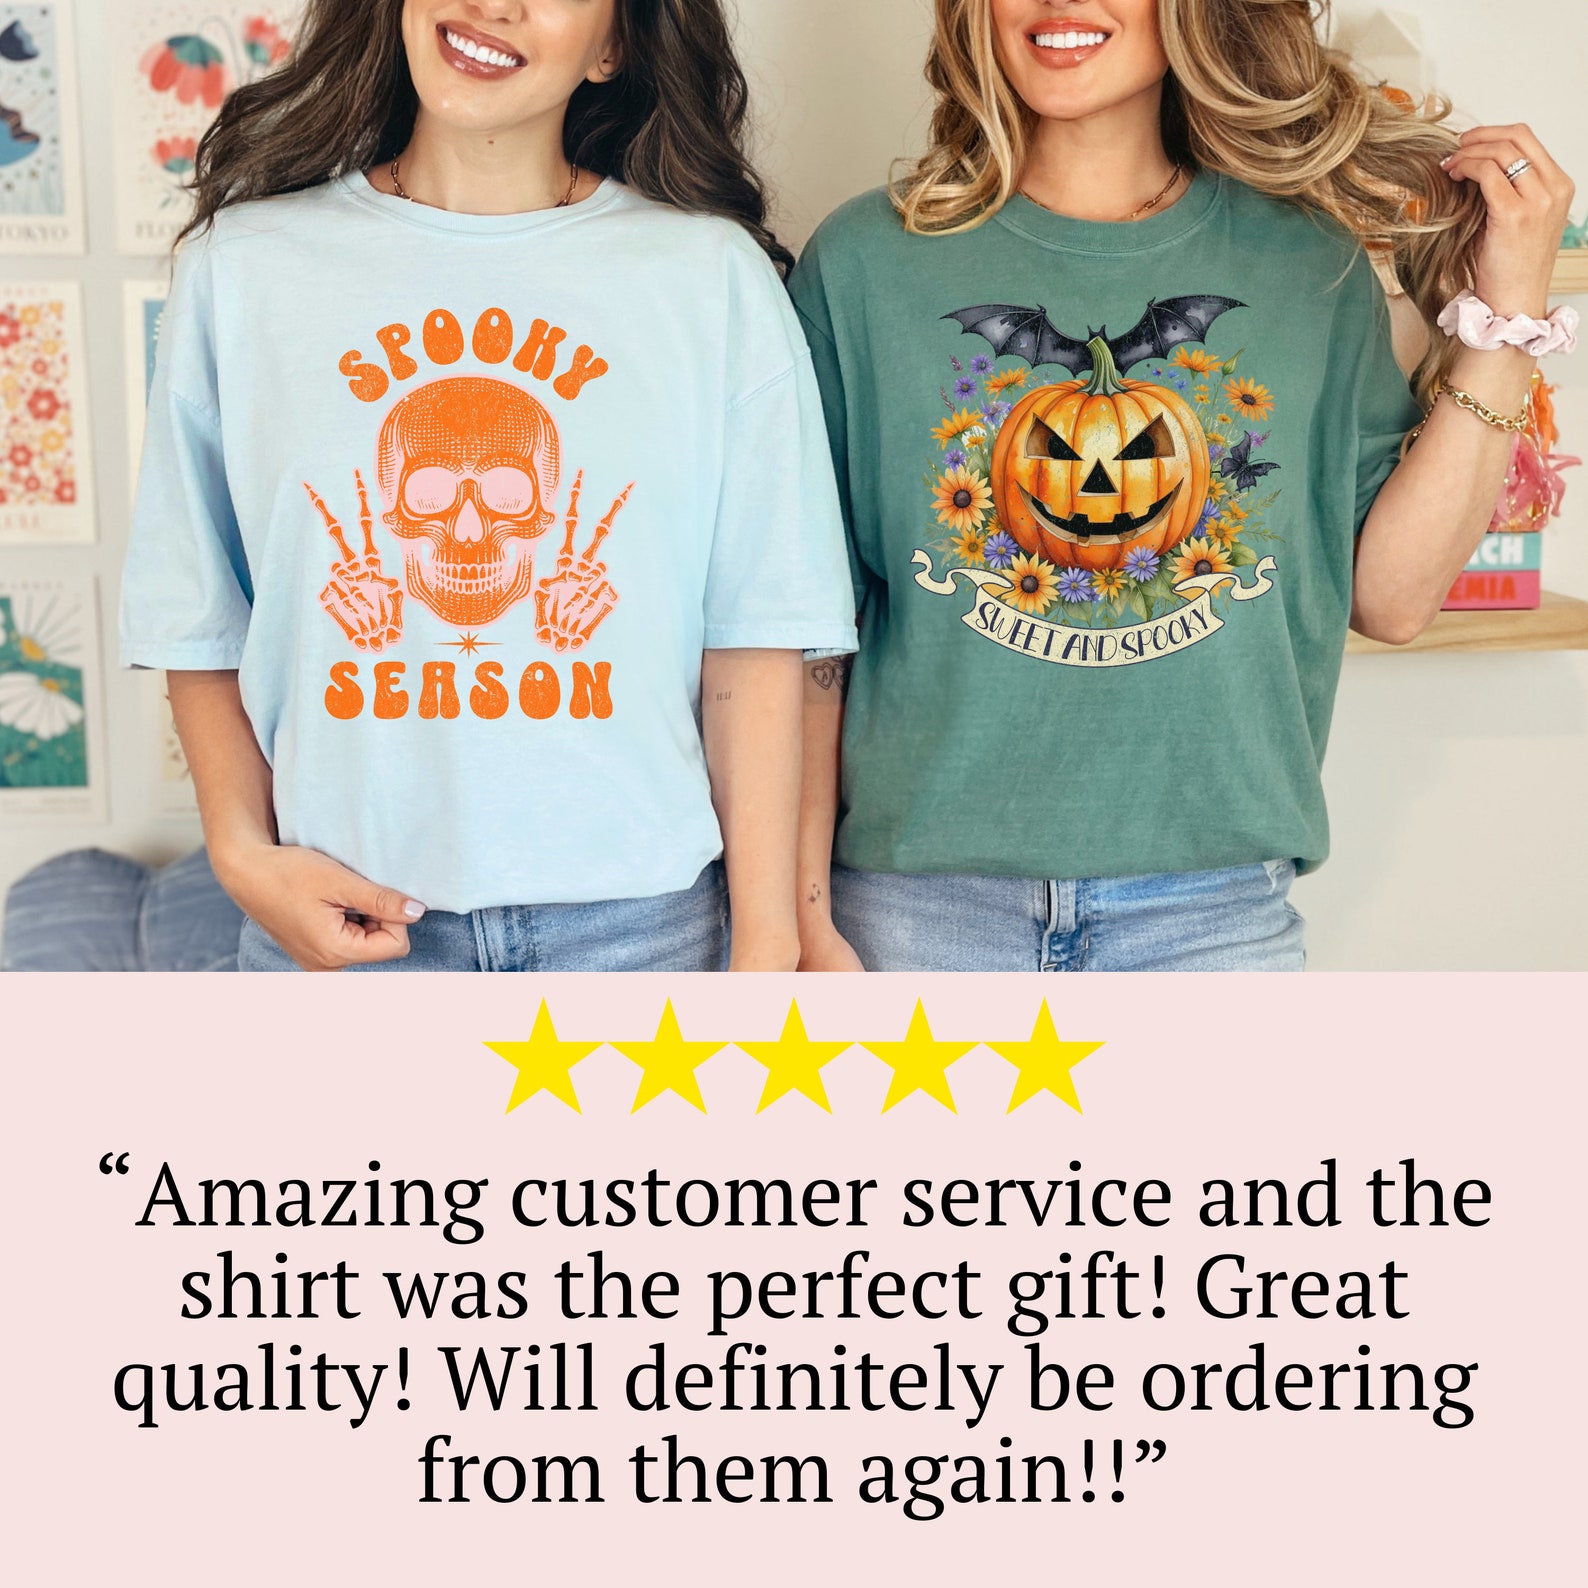 TOKYO
SPOOKY
SEASON
SWEET AND SPOOKY
“Amazing customer service and the
shirt was the perfect gift! Great
quality! Will definitely be ordering
from them again!!”